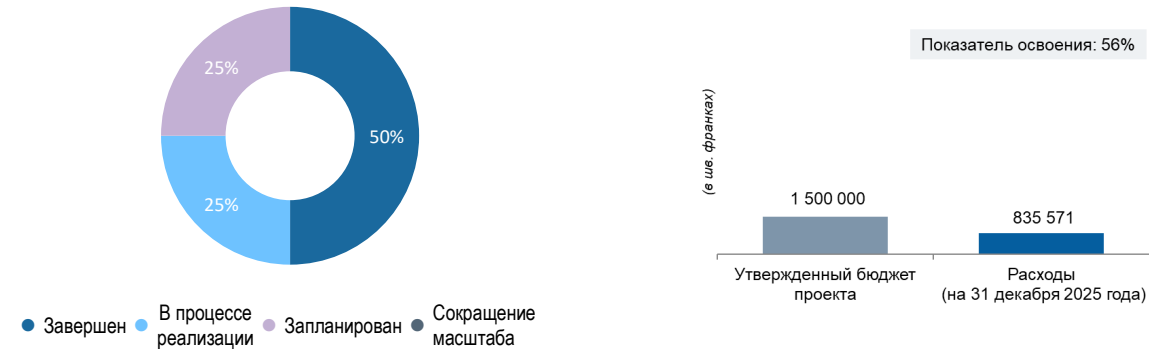 25%
50%
25%
Завершен
В процессе
реализации
Запланирован
Сокращение
масштаба
Показатель освоения: 56%
(в шв. франках)
1 500 000
835 571
Утвержденный бюджет
проекта
Расходы
(на 31 декабря 2025 года)